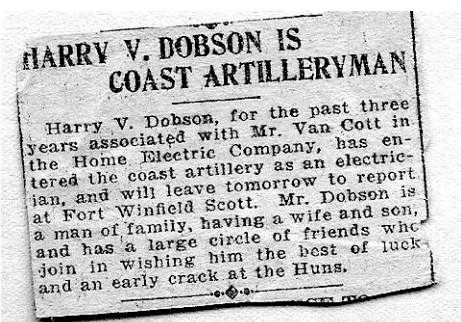 HARRY V. DOBSON IS
COAST ARTILLERYMAN
Harry V. Dobson, for the past three
years associated with Mr. Van Cott in
the Home Electric Company, has en-
tered the coast artillery as an electric-
ian, and will leave tomorrow to report
at Fort Winfield Scott. Mr. Dobson is
a man of family, having a wife and son,
and has a large circle of friends who
join in wishing him the best of luck
and an early crack at the Huns.